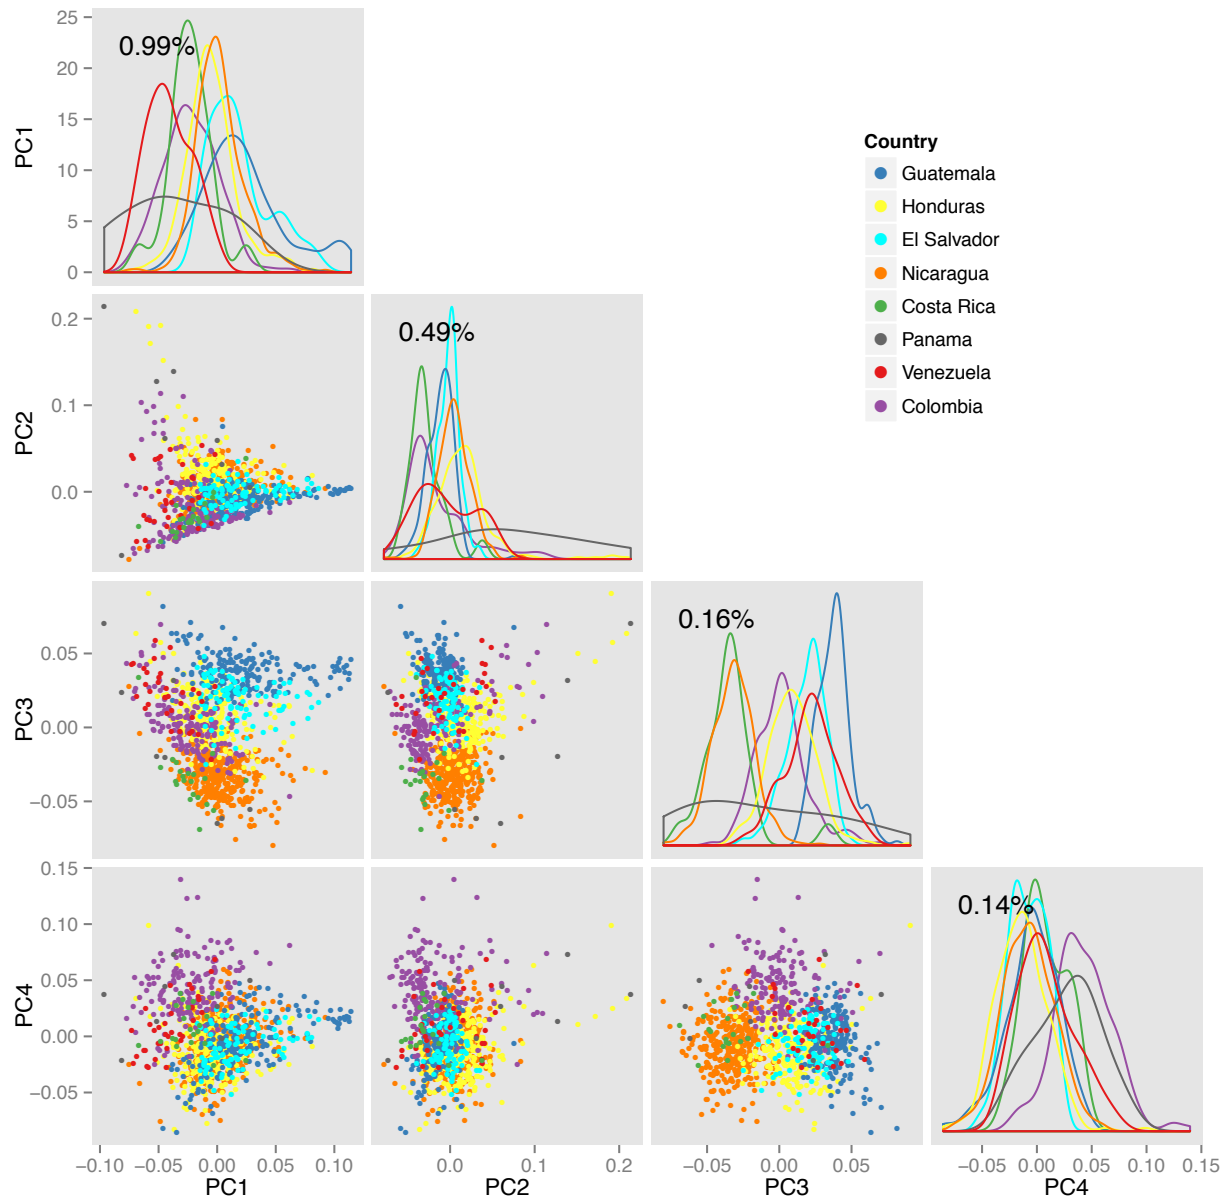 25
20
15
10
5
0
PC1
0.99%
Country
Guatemala
Honduras
El Salvador
Nicaragua
Costa Rica
Panama
Venezuela
Colombia
0.2
0.1
0.0
PC2
0.49%
0.05
0.00
−0.05
PC3
0.16%
0.15
0.10
0.05
0.00
−0.05
PC4
0.14%
−0.10 −0.05 0.00 0.05 0.10
0.0 0.1 0.2
−0.05 0.00 0.05
−0.05 0.00 0.05 0.10 0.15
PC1 PC2 PC3 PC4